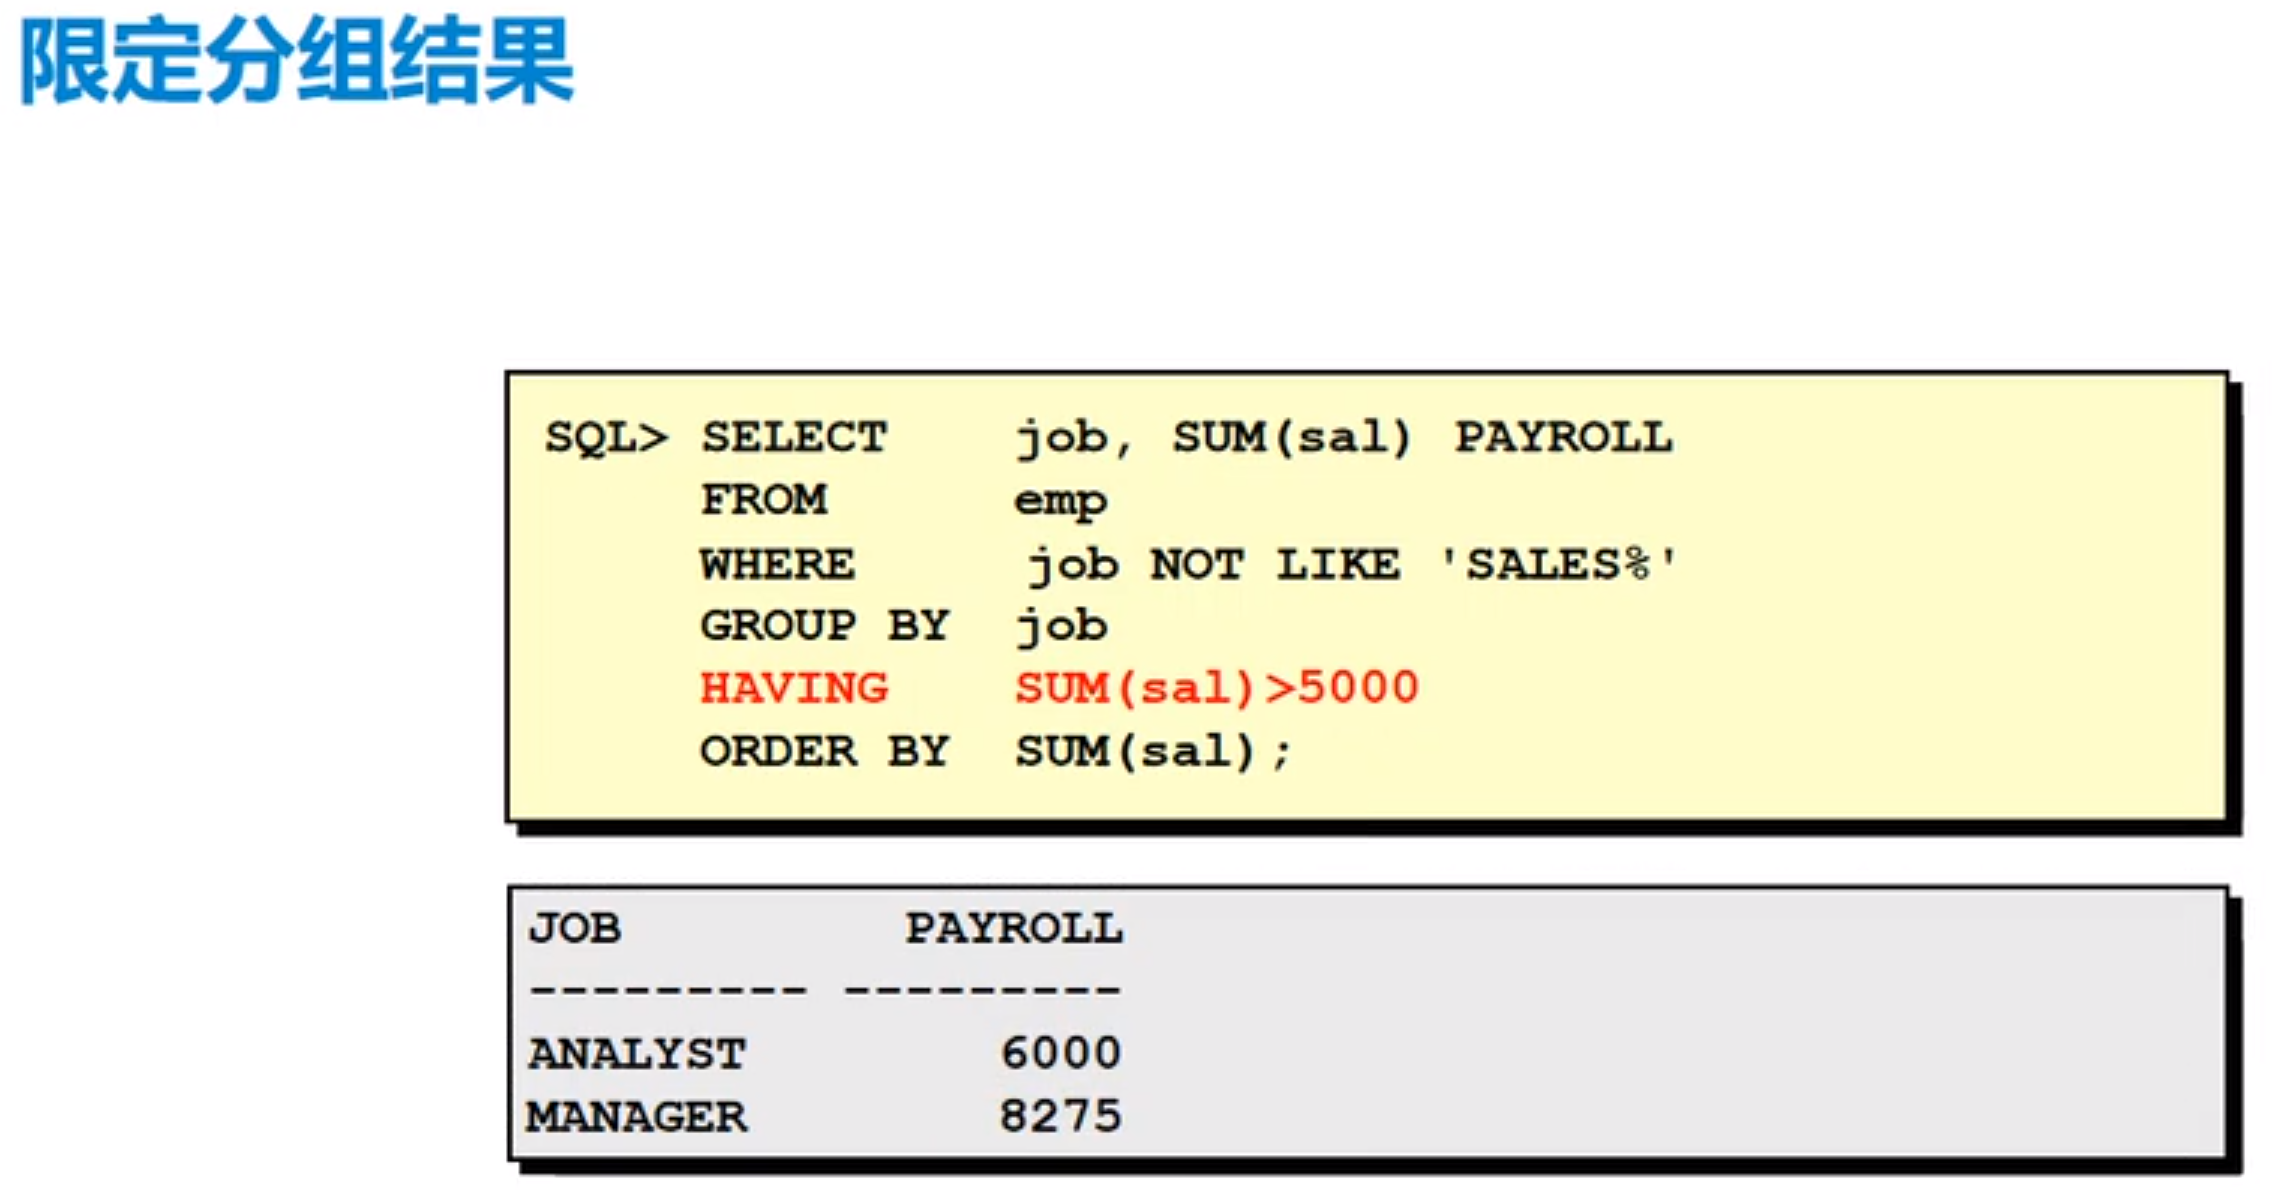 限定分组结果
SQL> SELECT job, SUM(sal) PAYROLL
FROM emp
WHERE job NOT LIKE 'SALES%'
GROUP BY job
HAVING SUM(sal)>5000
ORDER BY SUM(sal);
JOB PAYROLL
--------- ---------
ANALYST 6000
MANAGER 8275